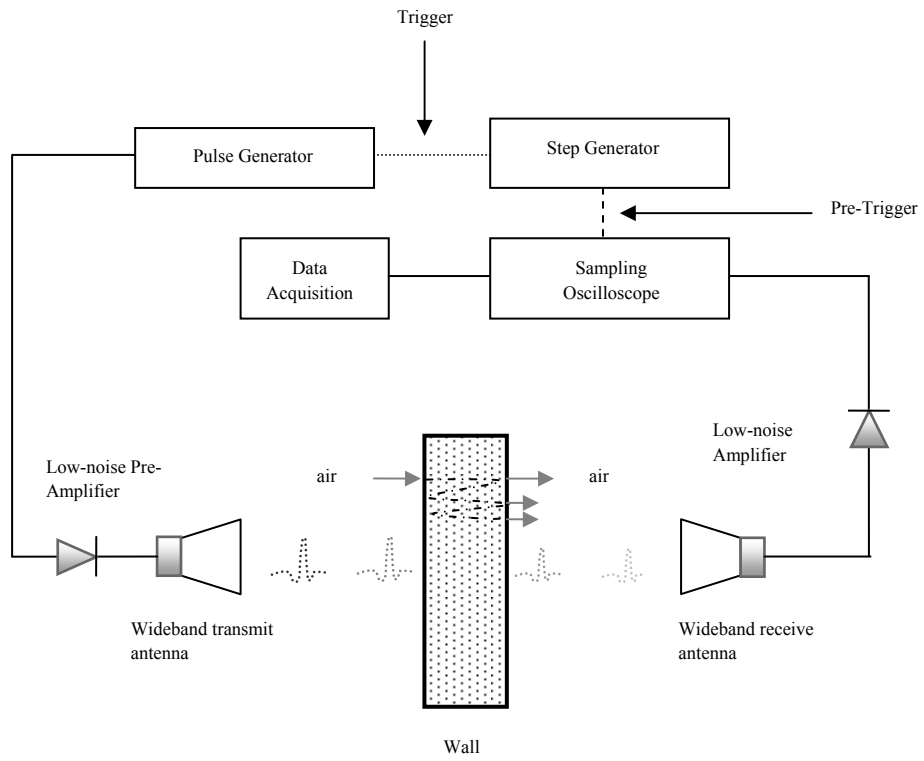 Trigger
Pulse Generator
Step Generator
Pre-Trigger
Data
Acquisition
Sampling
Oscilloscope
Low-noise
Amplifier
Low-noise Pre-
Amplifier
air
air
Wideband transmit
antenna
Wideband receive
antenna
Wall